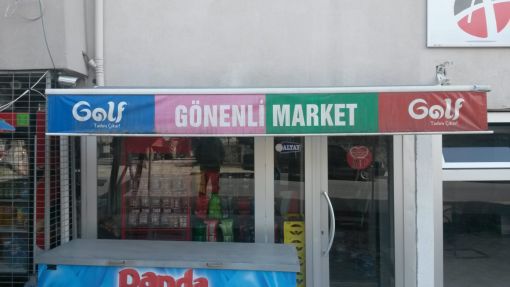 Golf
Tadını Çıkar!
GÖNENLİ MARKET
Golf
Tadını Çıkar!
ALTAY
Panda